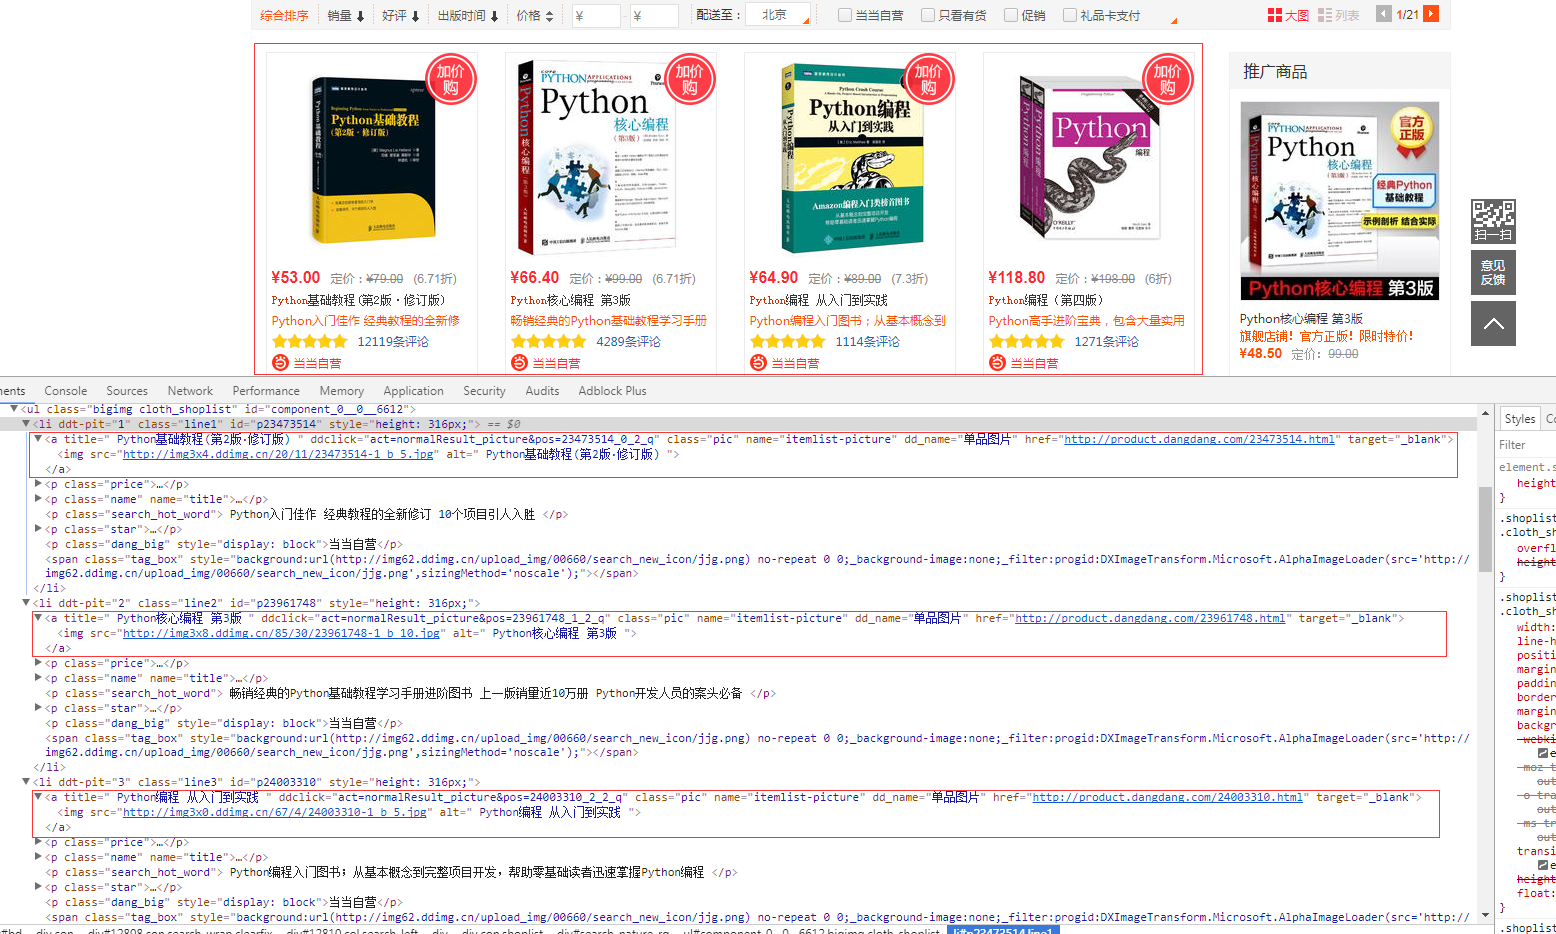 综合排序 销量 好评 出版时间 价格 ¥ - ¥ 配送至： 北京 当当自营 只看有货 促销 礼品卡支付 大图 列表 1/21
推广商品
加价购
加价购
加价购
加价购
Python基础教程
(第2版·修订版)
PYTHON APPLICATIONS
Python
核心编程
(第3版)
Python Crash Course
Python编程
从入门到实践
Amazon编程入门类榜首图书
Python
编程
O'REILLY
官方正版
经典Python
基础教程
示例剖析 结合实际
Python核心编程 第3版
扫一扫
意见
反馈
¥53.00 定价：¥79.00 (6.71折)
Python基础教程(第2版·修订版)
Python入门佳作 经典教程的全新修
12119条评论
当当自营
¥66.40 定价：¥99.00 (6.71折)
Python核心编程 第3版
畅销经典的Python基础教程学习手册
4289条评论
当当自营
¥64.90 定价：¥89.00 (7.3折)
Python编程 从入门到实践
Python编程入门图书；从基本概念到
1114条评论
当当自营
¥118.80 定价：¥198.00 (6折)
Python编程（第四版）
Python高手进阶宝典，包含大量实用
1271条评论
当当自营
Python核心编程 第3版
旗舰店铺！官方正版！限时特价！
¥48.50 定价：99.00
ments Console Sources Network Performance Memory Application Security Audits Adblock Plus
<ul class="bigimg cloth_shoplist" id="component_0__0__6612">
<li ddt-pit="1" class="line1" id="p23473514" style="height: 316px;"> == $0
<a title=" Python基础教程(第2版·修订版) " ddclick="act=normalResult_picture&pos=23473514_0_2_q" class="pic" name="itemlist-picture" dd_name="单品图片" href="http://product.dangdang.com/23473514.html" target="_blank">
<img src="http://img3x4.ddimg.cn/20/11/23473514-1_b_5.jpg" alt=" Python基础教程(第2版·修订版) ">
</a>
<p class="price">…</p>
<p class="name" name="title">…</p>
<p class="search_hot_word"> Python入门佳作 经典教程的全新修订 10个项目引人入胜 </p>
<p class="star">…</p>
<p class="dang_big" style="display: block">当当自营</p>
<span class="tag_box" style="background:url(http://img62.ddimg.cn/upload_img/00660/search_new_icon/jjg.png) no-repeat 0 0;_background-image:none;_filter:progid:DXImageTransform.Microsoft.AlphaImageLoader(src='http://
img62.ddimg.cn/upload_img/00660/search_new_icon/jjg.png',sizingMethod='noscale');"></span>
</li>
<li ddt-pit="2" class="line2" id="p23961748" style="height: 316px;">
<a title=" Python核心编程 第3版 " ddclick="act=normalResult_picture&pos=23961748_1_2_q" class="pic" name="itemlist-picture" dd_name="单品图片" href="http://product.dangdang.com/23961748.html" target="_blank">
<img src="http://img3x8.ddimg.cn/85/30/23961748-1_b_10.jpg" alt=" Python核心编程 第3版 ">
</a>
<p class="price">…</p>
<p class="name" name="title">…</p>
<p class="search_hot_word"> 畅销经典的Python基础教程学习手册进阶图书 上一版销量近10万册 Python开发人员的案头必备 </p>
<p class="star">…</p>
<p class="dang_big" style="display: block">当当自营</p>
<span class="tag_box" style="background:url(http://img62.ddimg.cn/upload_img/00660/search_new_icon/jjg.png) no-repeat 0 0;_background-image:none;_filter:progid:DXImageTransform.Microsoft.AlphaImageLoader(src='http://
img62.ddimg.cn/upload_img/00660/search_new_icon/jjg.png',sizingMethod='noscale');"></span>
</li>
<li ddt-pit="3" class="line3" id="p24003310" style="height: 316px;">
<a title=" Python编程 从入门到实践 " ddclick="act=normalResult_picture&pos=24003310_2_2_q" class="pic" name="itemlist-picture" dd_name="单品图片" href="http://product.dangdang.com/24003310.html" target="_blank">
<img src="http://img3x0.ddimg.cn/67/4/24003310-1_b_5.jpg" alt=" Python编程 从入门到实践 ">
</a>
<p class="price">…</p>
<p class="name" name="title">…</p>
<p class="search_hot_word"> Python编程入门图书；从基本概念到完整项目开发，帮助零基础读者迅速掌握Python编程 </p>
<p class="star">…</p>
<p class="dang_big" style="display: block">当当自营</p>
<span class="tag_box" style="background:url(http://img62.ddimg.cn/upload_img/00660/search_new_icon/jjg.png) no-repeat 0 0;_background-image:none;_filter:progid:DXImageTransform.Microsoft.AlphaImageLoader(src='http://
Styles Co
Filter
element.s
height
}
.shoplist
.cloth_sh
overfl
height
}
.shoplist
.cloth_sh
width:
line-h
positi
margin
paddin
border
margin
backgr
-webki
-moz t
out
-o tra
out
-ms tr
out
transi
height
float:
}
.shoplist